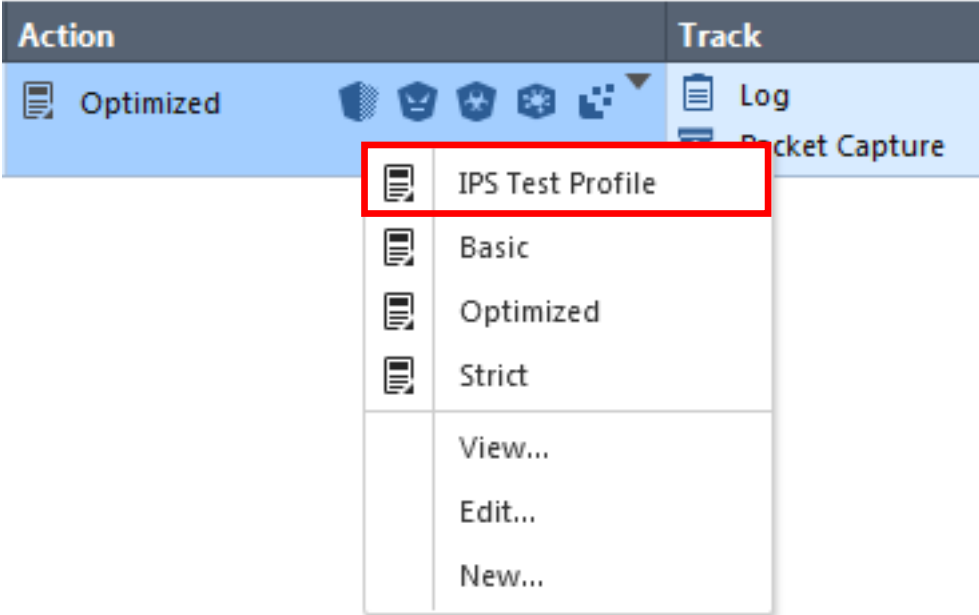 Action Track
Optimized Log
Packet Capture
IPS Test Profile
Basic
Optimized
Strict
View...
Edit...
New...